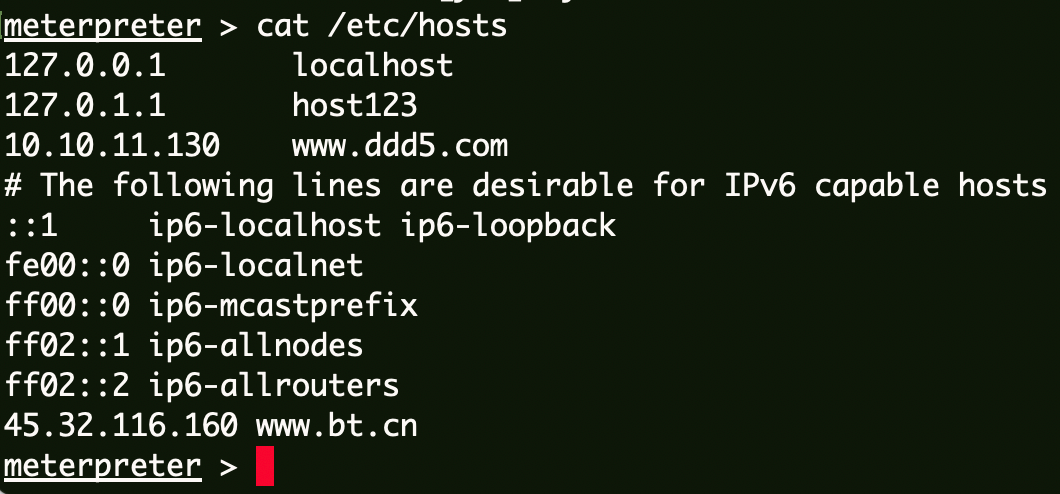 meterpreter > cat /etc/hosts
127.0.0.1 localhost
127.0.1.1 host123
10.10.11.130 www.ddd5.com
# The following lines are desirable for IPv6 capable hosts
::1 ip6-localhost ip6-loopback
fe00::0 ip6-localnet
ff00::0 ip6-mcastprefix
ff02::1 ip6-allnodes
ff02::2 ip6-allrouters
45.32.116.160 www.bt.cn
meterpreter >